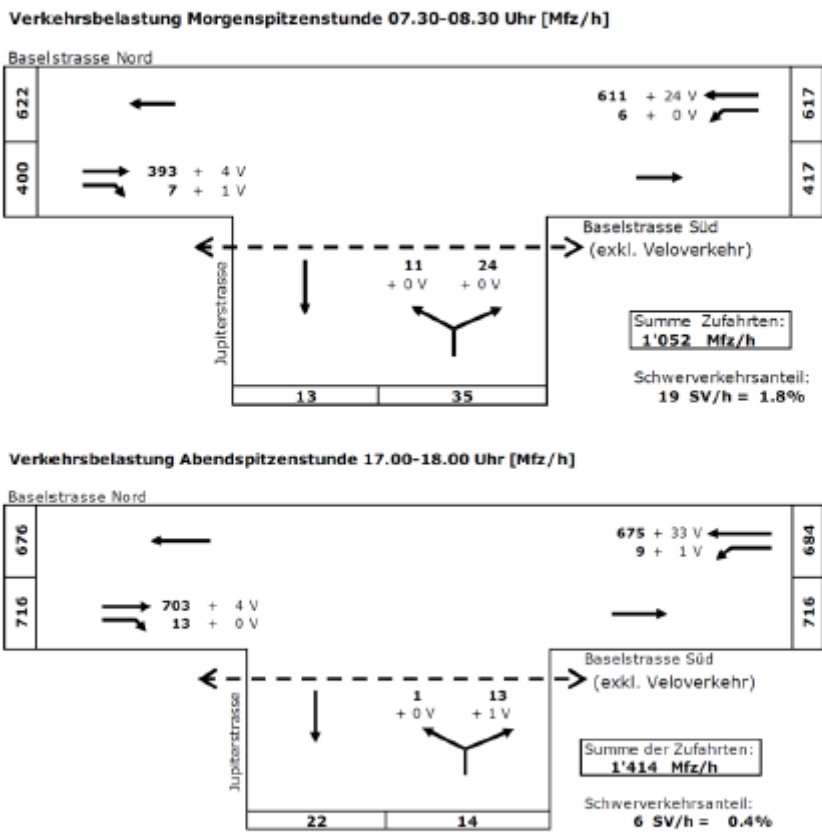 Verkehrsbelastung Morgenspitzenstunde 07.30-08.30 Uhr [Mfz/h]
Baselstrasse Nord
622
611 + 24 V
617
6 + 0 V
400
393 + 4 V
7 + 1 V
417
Baselstrasse Süd
(exkl. Veloverkehr)
Jupiterstrasse
11 24
+ 0 V + 0 V
Summe Zufahrten:
1'052 Mfz/h
Schwerverkehrsanteil:
19 SV/h = 1.8%
13 35
Verkehrsbelastung Abendspitzenstunde 17.00-18.00 Uhr [Mfz/h]
Baselstrasse Nord
676
675 + 33 V
684
9 + 1 V
716
703 + 4 V
13 + 0 V
716
Baselstrasse Süd
(exkl. Veloverkehr)
Jupiterstrasse
1 13
+ 0 V + 1 V
Summe der Zufahrten:
1'414 Mfz/h
Schwerverkehrsanteil:
6 SV/h = 0.4%
22 14